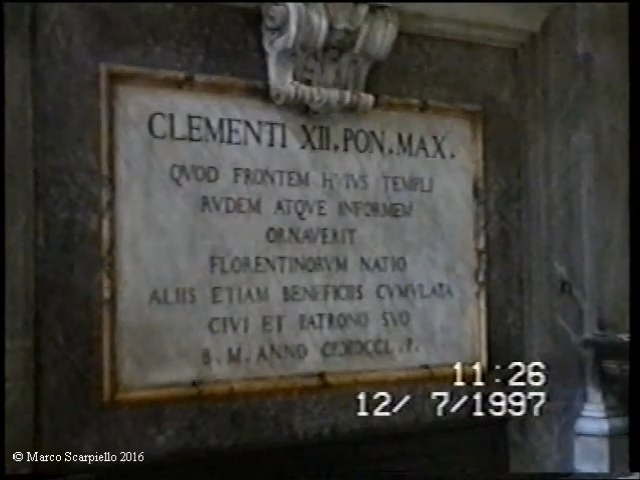 CLEMENTI XII. PON. MAX.
QVOD FRONTEM HVIVS TEMPLI
RVDEM ATQVE INFORMEM
ORNAVERIT
FLORENTINORVM NATIO
ALIIS ETIAM BENEFICIIS CVMVLATA
CIVI ET PATRONO SVO
B. M. ANNO P.
11:26
12/ 7/1997
© Marco Scarpiello 2016